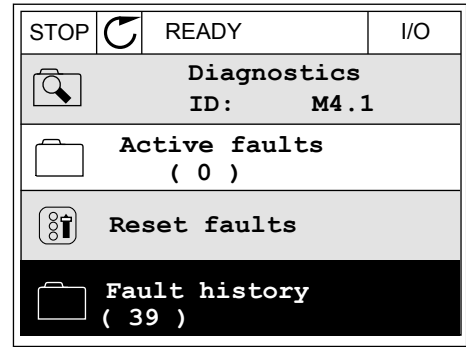 STOP READY I/O
Diagnostics
ID: M4.1
Active faults
( 0 )
Reset faults
Fault history
( 39 )